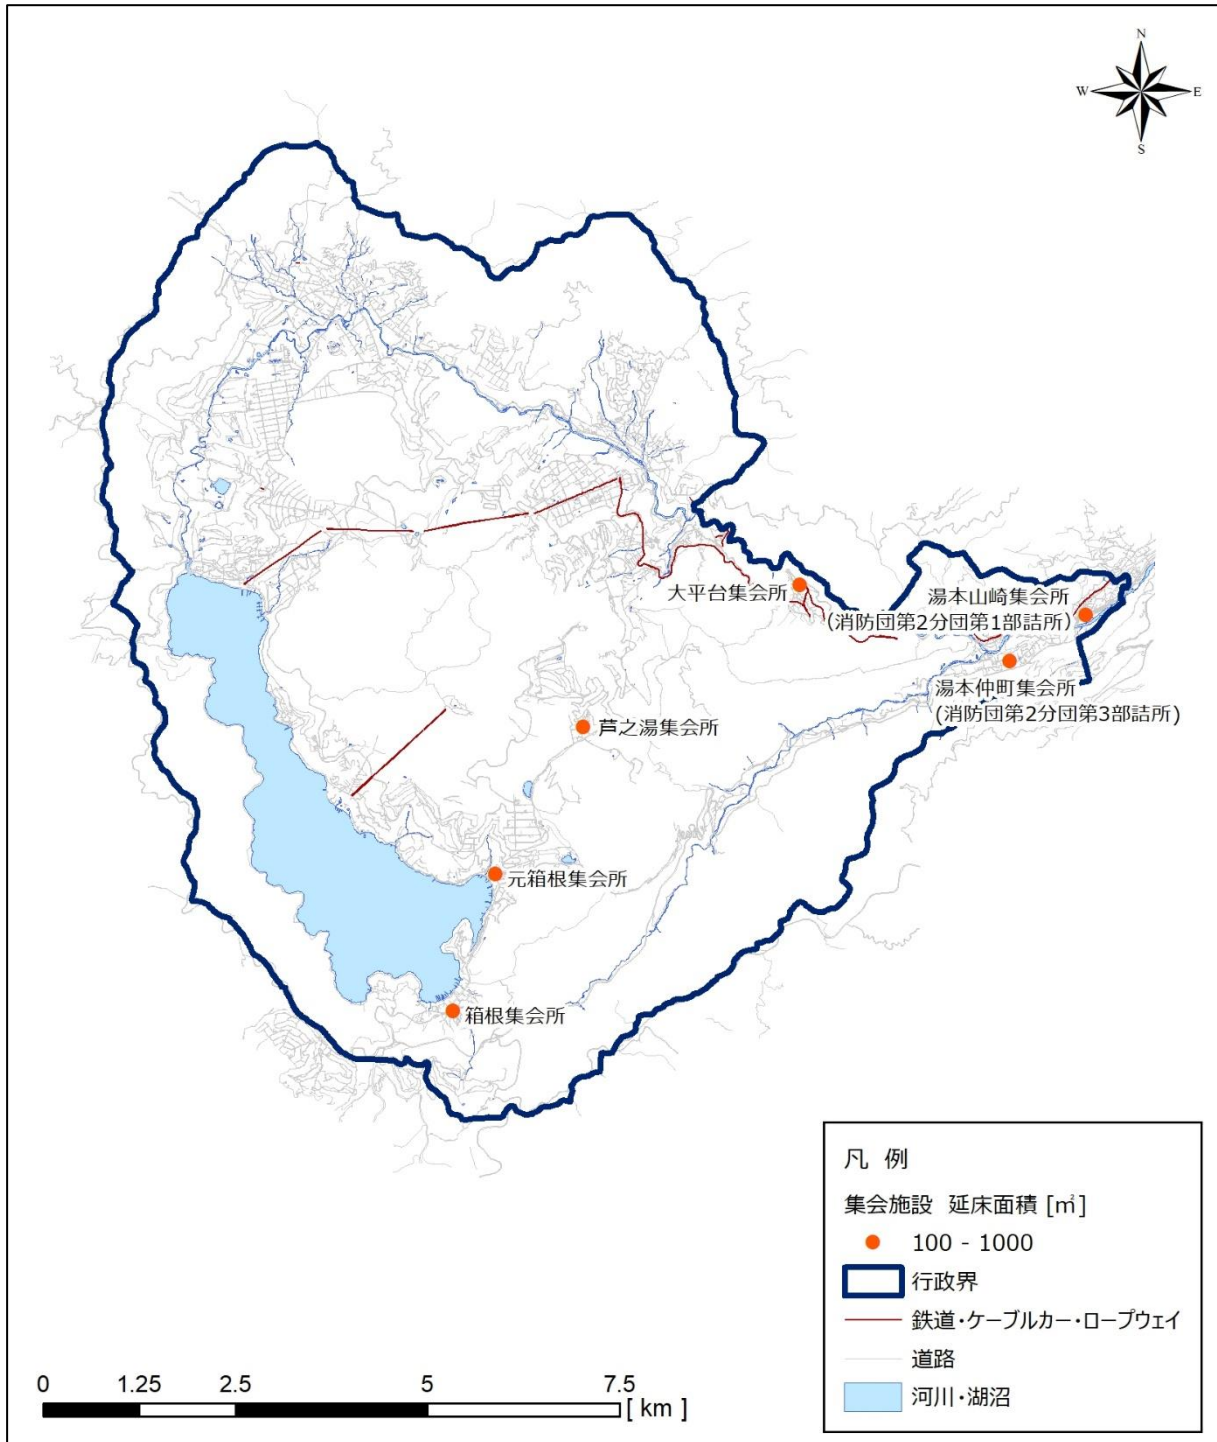 N
W
E
S
大平台集会所
湯本山崎集会所
(消防団第2分団第1部詰所)
湯本仲町集会所
(消防団第2分団第3部詰所)
芦之湯集会所
元箱根集会所
箱根集会所
凡 例
集会施設 延床面積 [㎡]
100 - 1000
行政界
鉄道・ケーブルカー・ロープウェイ
道路
河川・湖沼
0 1.25 2.5 5 7.5
[ km ]